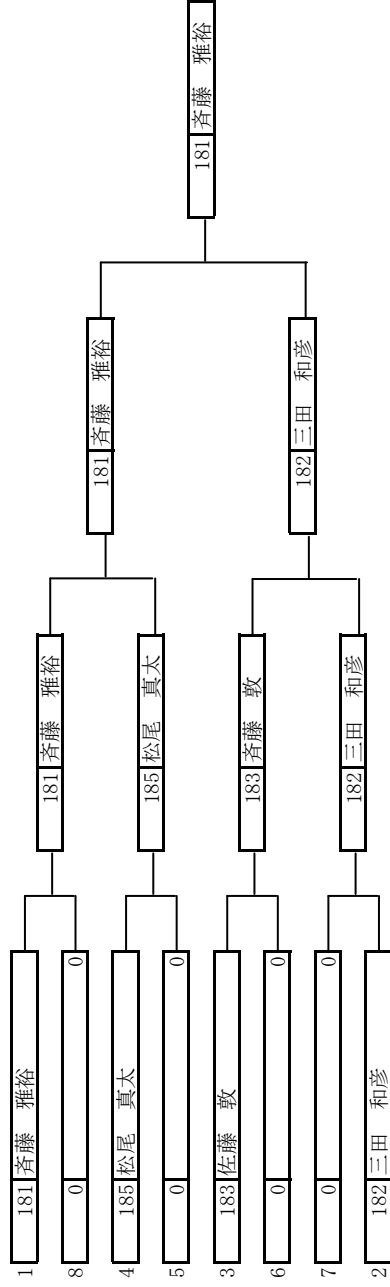 1 181 斉藤　雅裕
181 斉藤　雅裕
8 0 0
181 斉藤　雅裕
4 185 松尾　真太
185 松尾　真太
5 0 0
181 斉藤　雅裕
3 183 佐藤　敦
183 斉藤　敦
6 0 0
182 三田　和彦
7 0 0
182 三田　和彦
2 182 三田　和彦